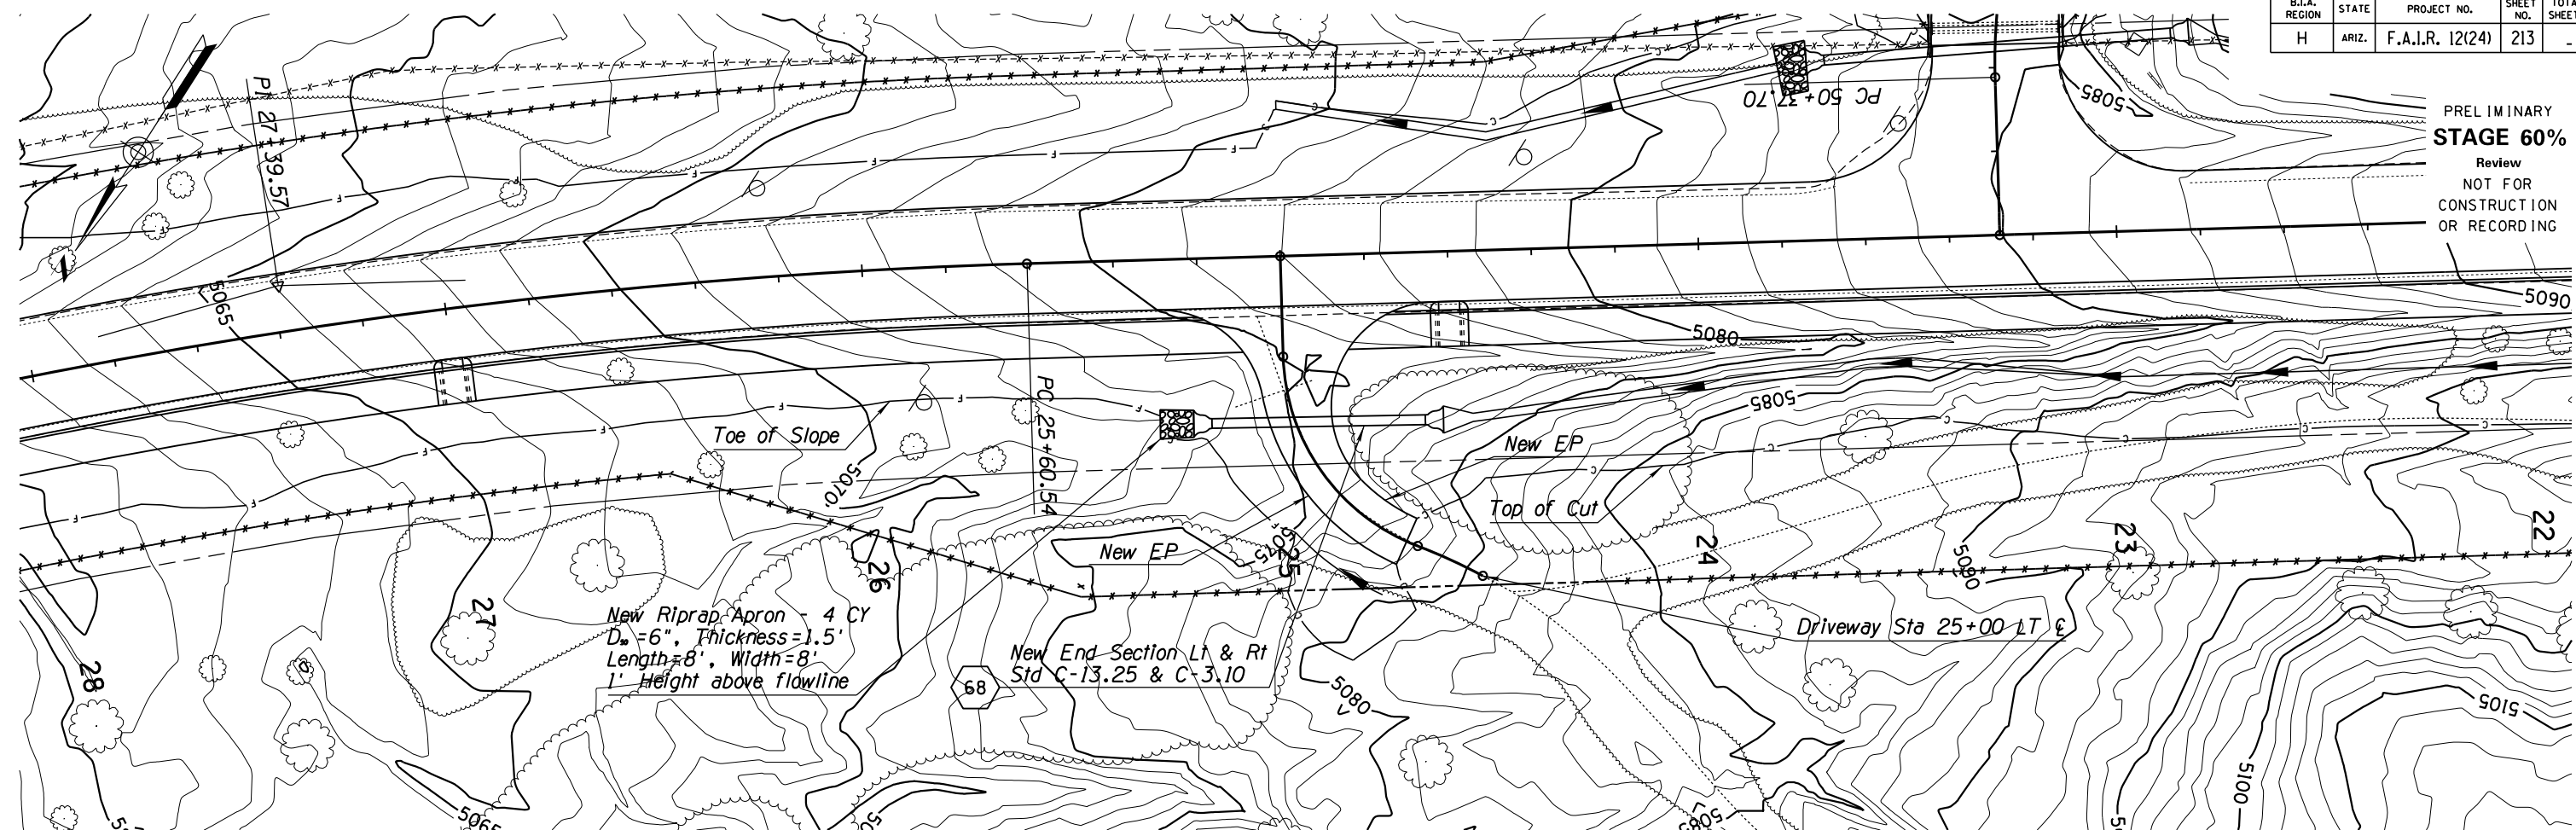 B.I.A. REGION STATE PROJECT NO. SHEET NO.
H ARIZ. F.A.I.R. 12(24) 213 -
PRELIMINARY
STAGE 60%
Review
NOT FOR
CONSTRUCTION
OR RECORDING
PI 27+39.57
PC 50+37.70
5085
5090
5065
5080
5085
Toe of Slope
PC 25+60.54
New EP
5070
Top of Cut
New EP
5075
25
24
23
22
5080
26
27
28
New Riprap Apron - 4 CY
D₅₀=6", Thickness=1.5'
Length=8', Width=8'
1' Height above flowline
68
New End Section Lt & Rt
Std C-13.25 & C-3.10
Driveway Sta 25+00 LT ℄
5080
5105
5100
5065
F
C